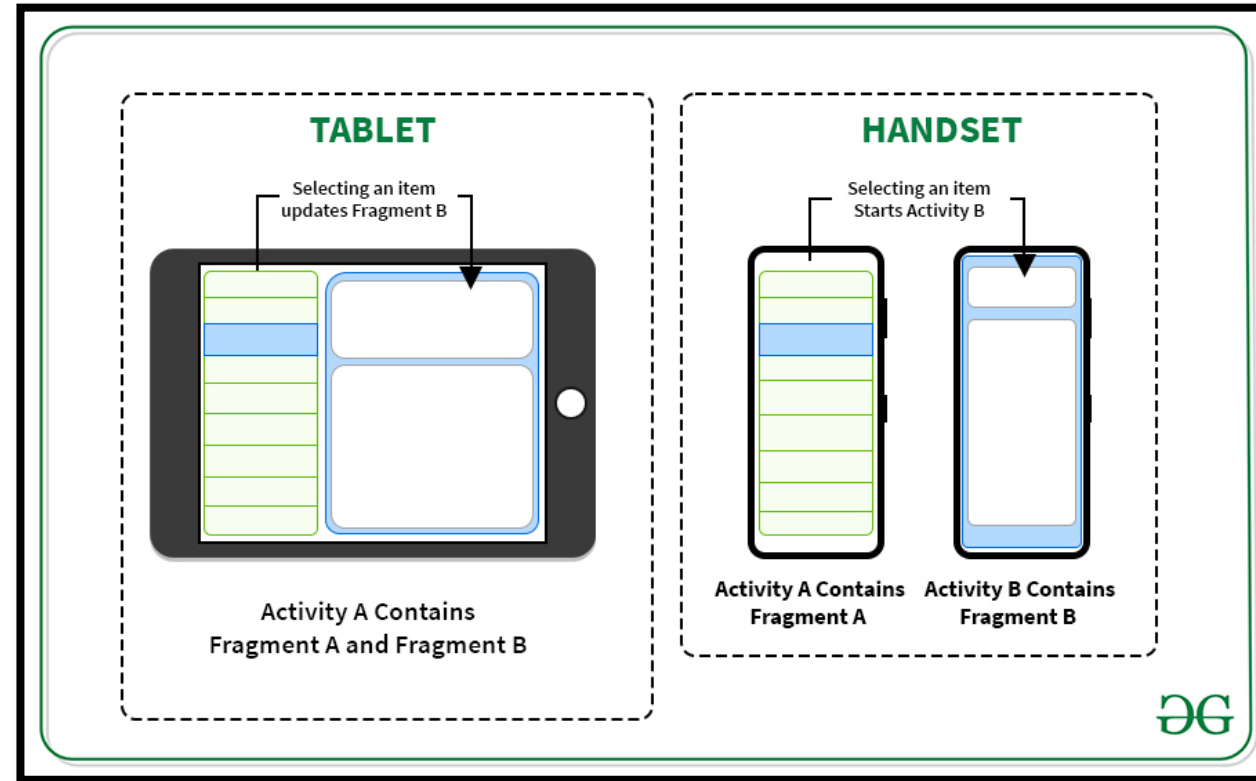 TABLET
Selecting an item
updates Fragment B
Activity A Contains
Fragment A and Fragment B
HANDSET
Selecting an item
Starts Activity B
Activity A Contains
Fragment A
Activity B Contains
Fragment B